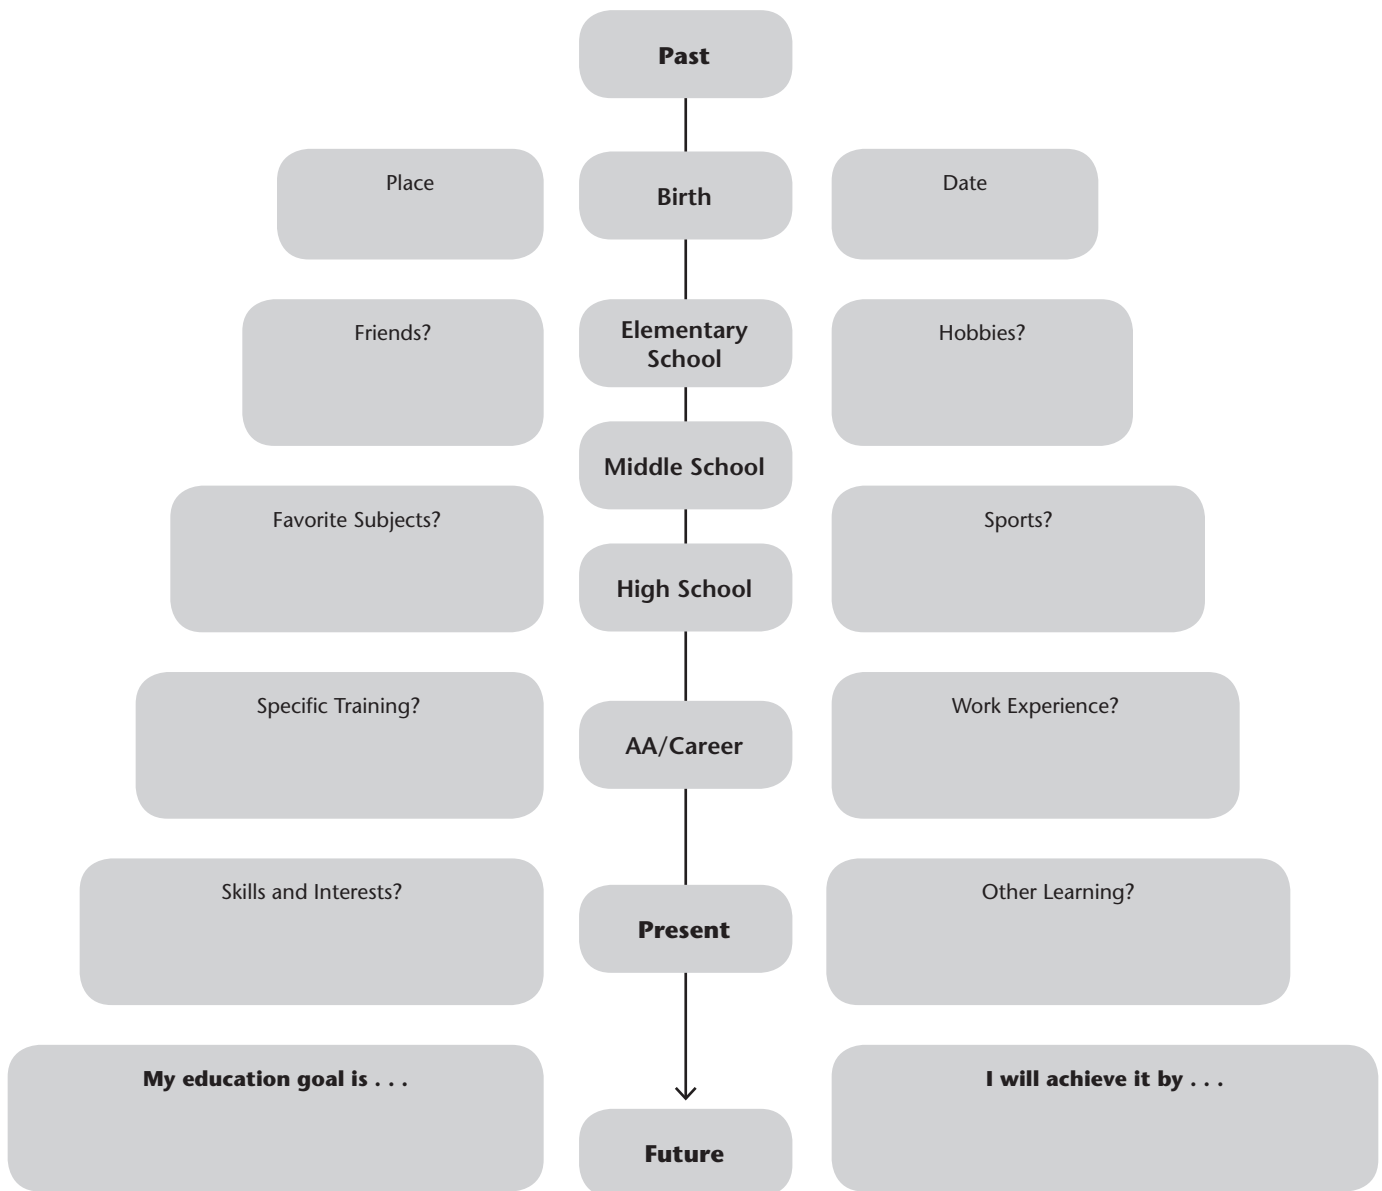 Past
Place
Birth
Date
Friends?
Elementary
School
Hobbies?
Middle School
Favorite Subjects?
Sports?
High School
Specific Training?
Work Experience?
AA/Career
Skills and Interests?
Other Learning?
Present
My education goal is . . .
I will achieve it by . . .
Future